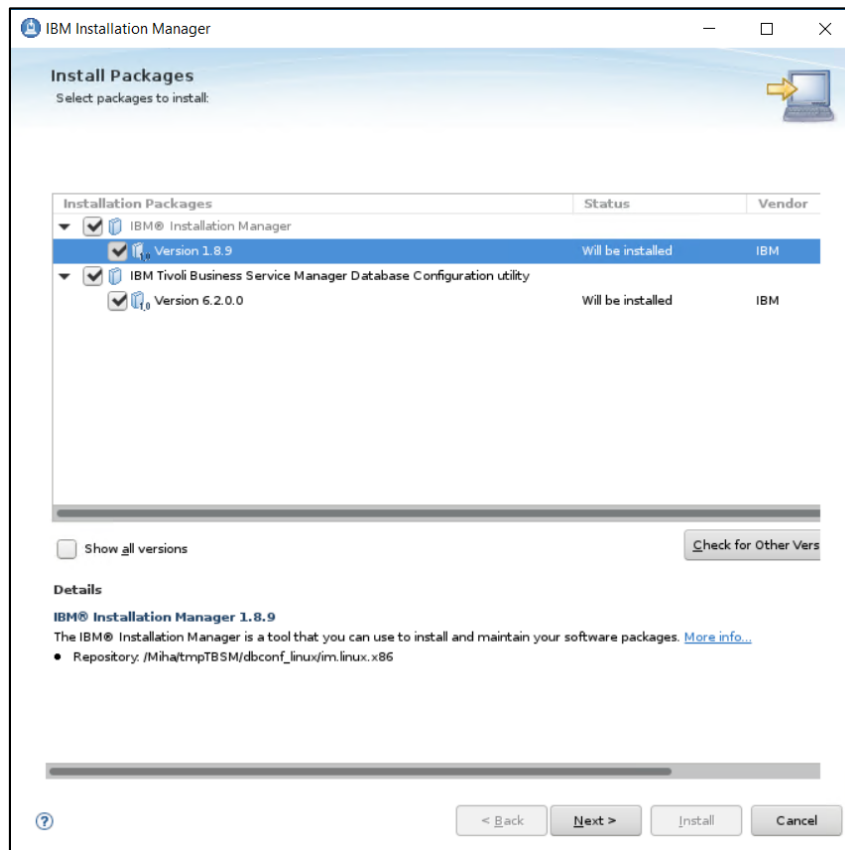 IBM Installation Manager
Install Packages
Select packages to install:
Installation Packages Status Vendor
IBM® Installation Manager
Version 1.8.9 Will be installed IBM
IBM Tivoli Business Service Manager Database Configuration utility
Version 6.2.0.0 Will be installed IBM
Show all versions
Check for Other Vers
Details
IBM® Installation Manager 1.8.9
The IBM® Installation Manager is a tool that you can use to install and maintain your software packages. More info...
• Repository: /Miha/tmpTBSM/dbconf_linux/im.linux.x86
? < Back Next > Install Cancel